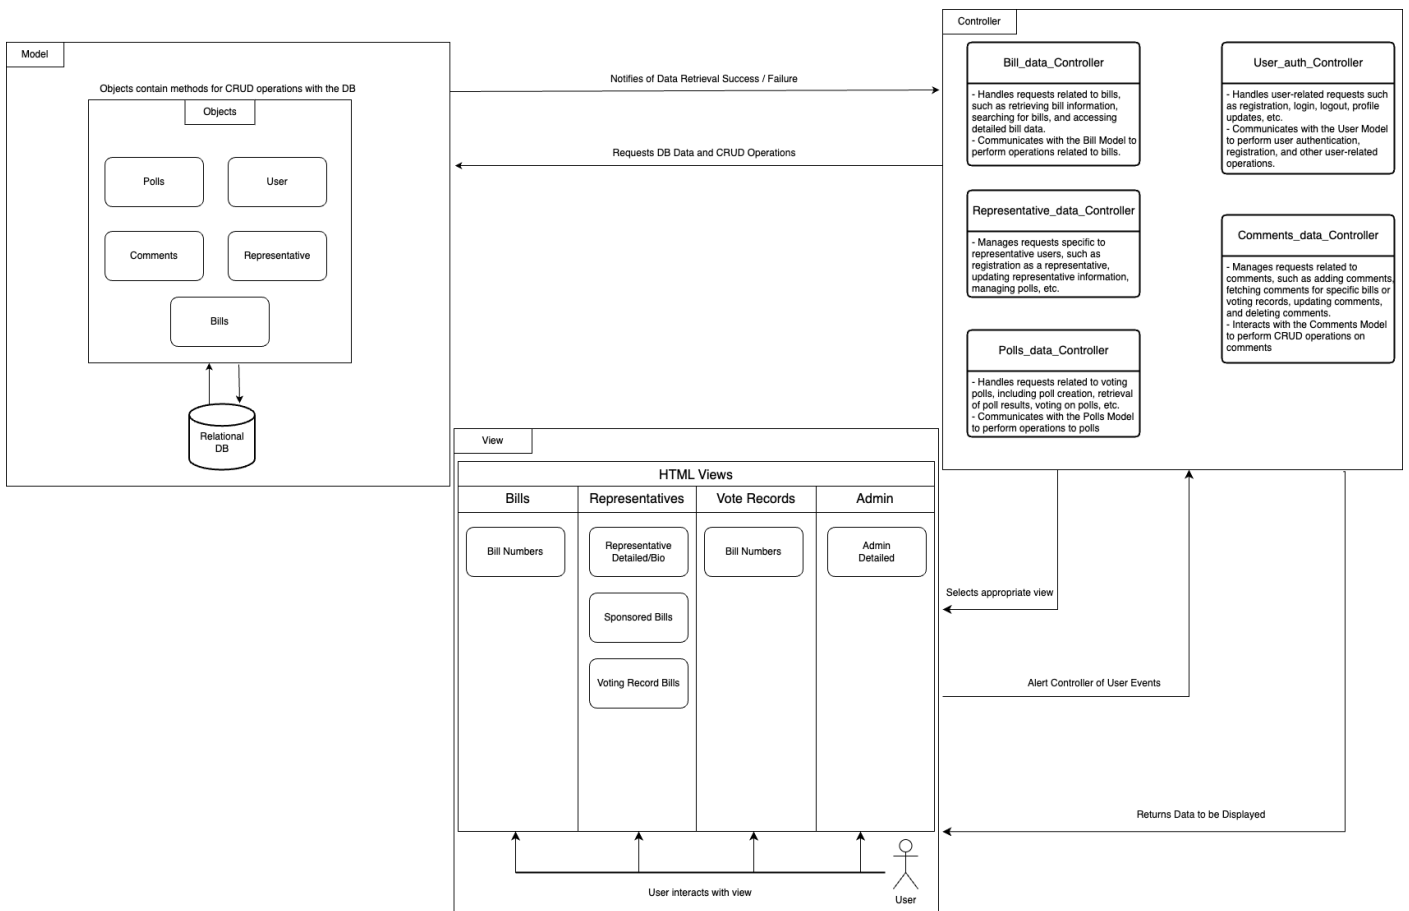 Model
Objects contain methods for CRUD operations with the DB
Objects
Polls
User
Comments
Representative
Bills
Relational
DB
Notifies of Data Retrieval Success / Failure
Requests DB Data and CRUD Operations
Controller
Bill_data_Controller
- Handles requests related to bills,
such as retrieving bill information,
searching for bills, and accessing
detailed bill data.
- Communicates with the Bill Model to
perform operations related to bills.
User_auth_Controller
- Handles user-related requests such
as registration, login, logout, profile
updates, etc.
- Communicates with the User Model
to perform user authentication,
registration, and other user-related
operations.
Representative_data_Controller
- Manages requests specific to
representative users, such as
registration as a representative,
updating representative information,
managing polls, etc.
Comments_data_Controller
- Manages requests related to
comments, such as adding comments,
fetching comments for specific bills or
voting records, updating comments,
and deleting comments.
- Interacts with the Comments Model
to perform CRUD operations on
comments
Polls_data_Controller
- Handles requests related to voting
polls, including poll creation, retrieval
of poll results, voting on polls, etc.
- Communicates with the Polls Model
to perform operations to polls
View
HTML Views
Bills
Representatives
Vote Records
Admin
Bill Numbers
Representative
Detailed/Bio
Bill Numbers
Admin
Detailed
Sponsored Bills
Voting Record Bills
Selects appropriate view
Alert Controller of User Events
Returns Data to be Displayed
User interacts with view
User